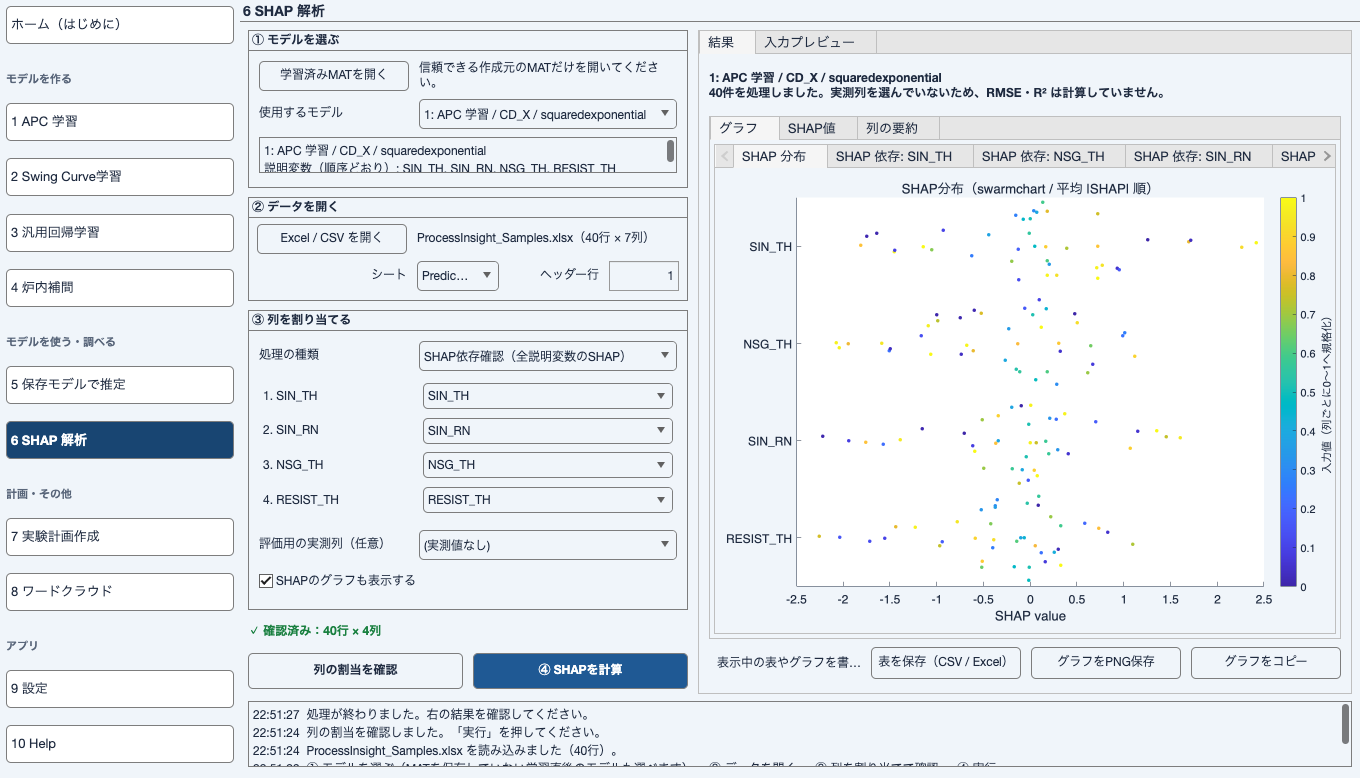 ホーム（はじめに）
モデルを作る
1 APC 学習
2 Swing Curve学習
3 汎用回帰学習
4 炉内補間
モデルを使う・調べる
5 保存モデルで推定
6 SHAP 解析
計画・その他
7 実験計画作成
8 ワードクラウド
アプリ
9 設定
10 Help
6 SHAP 解析
① モデルを選ぶ
学習済みMATを開く
信頼できる作成元のMATだけを開いてくださ
い。
使用するモデル
1: APC 学習 / CD_X / squaredexponential
1: APC 学習 / CD_X / squaredexponential
説明変数（順序どおり）: SIN_TH, SIN_RN, NSG_TH, RESIST_TH
② データを開く
Excel / CSV を開く
ProcessInsight_Samples.xlsx（40行 × 7列）
シート
Predic...
ヘッダー行
1
③ 列を割り当てる
処理の種類
SHAP依存確認（全説明変数のSHAP）
1. SIN_TH
SIN_TH
2. SIN_RN
SIN_RN
3. NSG_TH
NSG_TH
4. RESIST_TH
RESIST_TH
評価用の実測列（任意）
(実測値なし)
SHAPのグラフも表示する
✓ 確認済み：40行 × 4列
列の割当を確認
④ SHAPを計算
結果
入力プレビュー
1: APC 学習 / CD_X / squaredexponential
40件を処理しました。実測列を選んでいないため、RMSE・R² は計算していません。
グラフ
SHAP値
列の要約
SHAP 分布
SHAP 依存: SIN_TH
SHAP 依存: NSG_TH
SHAP 依存: SIN_RN
SHAP
SHAP分布（swarmchart / 平均 |SHAP| 順）
SIN_TH
NSG_TH
SIN_RN
RESIST_TH
-2.5
-2
-1.5
-1
-0.5
0
0.5
1
1.5
2
2.5
SHAP value
1
0.9
0.8
0.7
0.6
0.5
0.4
0.3
0.2
0.1
0
入力値（列ごとに0〜1へ規格化）
表示中の表やグラフを書...
表を保存（CSV / Excel）
グラフをPNG保存
グラフをコピー
22:51:27 処理が終わりました。右の結果を確認してください。
22:51:24 列の割当を確認しました。「実行」を押してください。
22:51:24 ProcessInsight_Samples.xlsx を読み込みました（40行）。